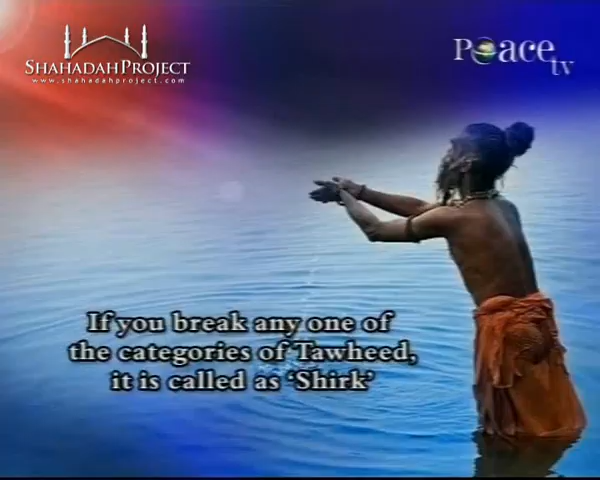 SHAHADAHPROJECT
www.shahadahproject.com
Peace
tv
If you break any one of
the categories of Tawheed,
it is called as 'Shirk'